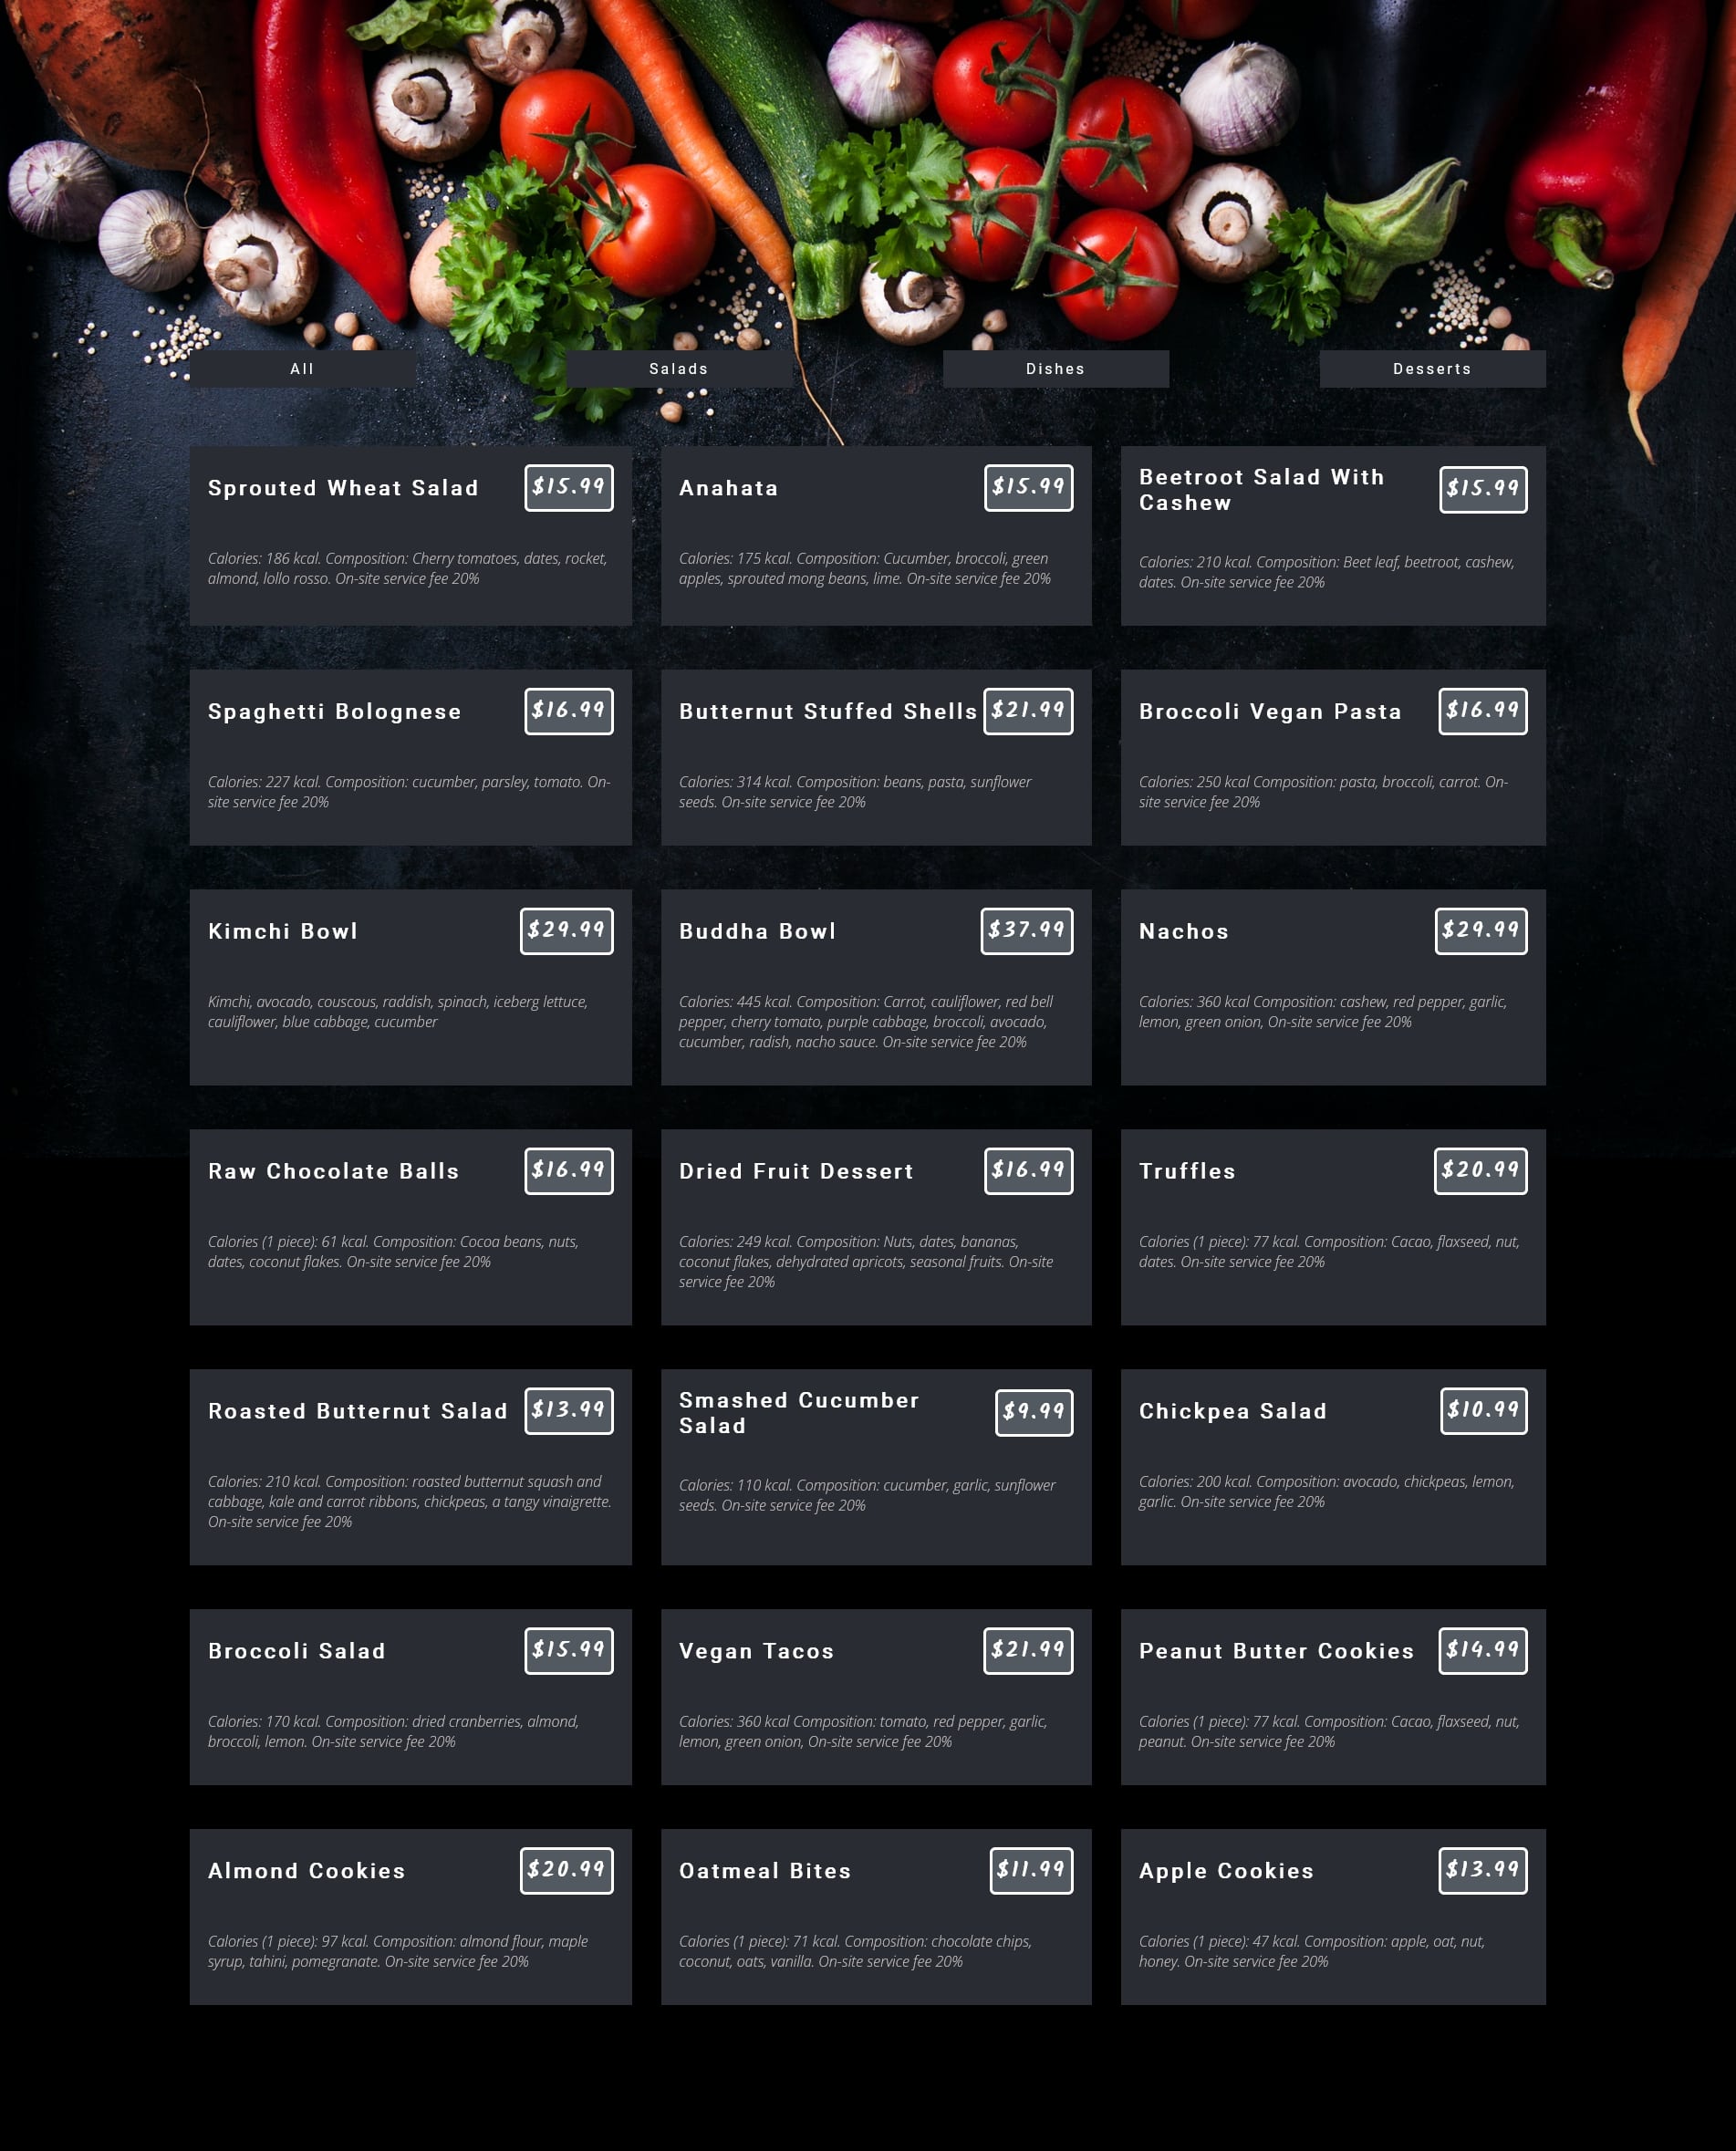 All
Salads
Dishes
Desserts
Sprouted Wheat Salad
$15.99
Calories: 186 kcal. Composition: Cherry tomatoes, dates, rocket,
almond, lollo rosso. On-site service fee 20%
Anahata
$15.99
Calories: 175 kcal. Composition: Cucumber, broccoli, green
apples, sprouted mong beans, lime. On-site service fee 20%
Beetroot Salad With
Cashew
$15.99
Calories: 210 kcal. Composition: Beet leaf, beetroot, cashew,
dates. On-site service fee 20%
Spaghetti Bolognese
$16.99
Calories: 227 kcal. Composition: cucumber, parsley, tomato. On-
site service fee 20%
Butternut Stuffed Shells
$21.99
Calories: 314 kcal. Composition: beans, pasta, sunflower
seeds. On-site service fee 20%
Broccoli Vegan Pasta
$16.99
Calories: 250 kcal Composition: pasta, broccoli, carrot. On-
site service fee 20%
Kimchi Bowl
$29.99
Kimchi, avocado, couscous, raddish, spinach, iceberg lettuce,
cauliflower, blue cabbage, cucumber
Buddha Bowl
$37.99
Calories: 445 kcal. Composition: Carrot, cauliflower, red bell
pepper, cherry tomato, purple cabbage, broccoli, avocado,
cucumber, radish, nacho sauce. On-site service fee 20%
Nachos
$29.99
Calories: 360 kcal Composition: cashew, red pepper, garlic,
lemon, green onion, On-site service fee 20%
Raw Chocolate Balls
$16.99
Calories (1 piece): 61 kcal. Composition: Cocoa beans, nuts,
dates, coconut flakes. On-site service fee 20%
Dried Fruit Dessert
$16.99
Calories: 249 kcal. Composition: Nuts, dates, bananas,
coconut flakes, dehydrated apricots, seasonal fruits. On-site
service fee 20%
Truffles
$20.99
Calories (1 piece): 77 kcal. Composition: Cacao, flaxseed, nut,
dates. On-site service fee 20%
Roasted Butternut Salad
$13.99
Calories: 210 kcal. Composition: roasted butternut squash and
cabbage, kale and carrot ribbons, chickpeas, a tangy vinaigrette.
On-site service fee 20%
Smashed Cucumber
Salad
$9.99
Calories: 110 kcal. Composition: cucumber, garlic, sunflower
seeds. On-site service fee 20%
Chickpea Salad
$10.99
Calories: 200 kcal. Composition: avocado, chickpeas, lemon,
garlic. On-site service fee 20%
Broccoli Salad
$15.99
Calories: 170 kcal. Composition: dried cranberries, almond,
broccoli, lemon. On-site service fee 20%
Vegan Tacos
$21.99
Calories: 360 kcal Composition: tomato, red pepper, garlic,
lemon, green onion, On-site service fee 20%
Peanut Butter Cookies
$14.99
Calories (1 piece): 77 kcal. Composition: Cacao, flaxseed, nut,
peanut. On-site service fee 20%
Almond Cookies
$20.99
Calories (1 piece): 97 kcal. Composition: almond flour, maple
syrup, tahini, pomegranate. On-site service fee 20%
Oatmeal Bites
$11.99
Calories (1 piece): 71 kcal. Composition: chocolate chips,
coconut, oats, vanilla. On-site service fee 20%
Apple Cookies
$13.99
Calories (1 piece): 47 kcal. Composition: apple, oat, nut,
honey. On-site service fee 20%